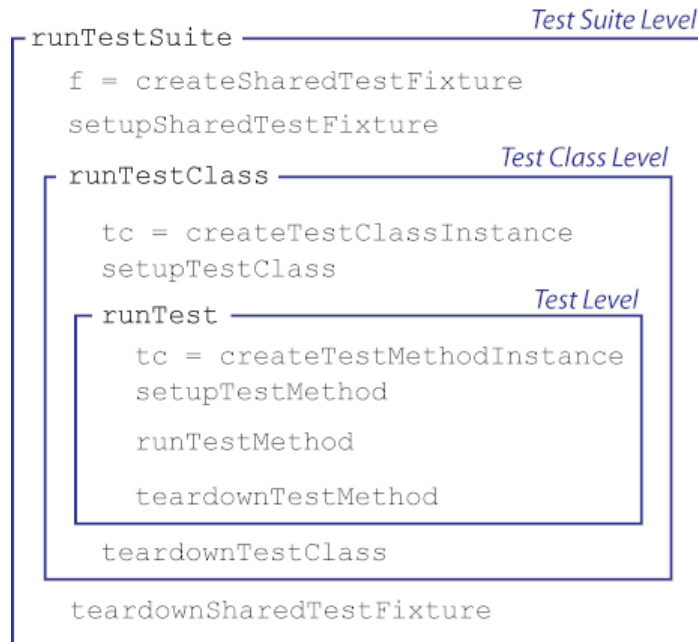 Test Suite Level
runTestSuite
f = createSharedTestFixture
setupSharedTestFixture
Test Class Level
runTestClass
tc = createTestClassInstance
setupTestClass
Test Level
runTest
tc = createTestMethodInstance
setupTestMethod
runTestMethod
teardownTestMethod
teardownTestClass
teardownSharedTestFixture